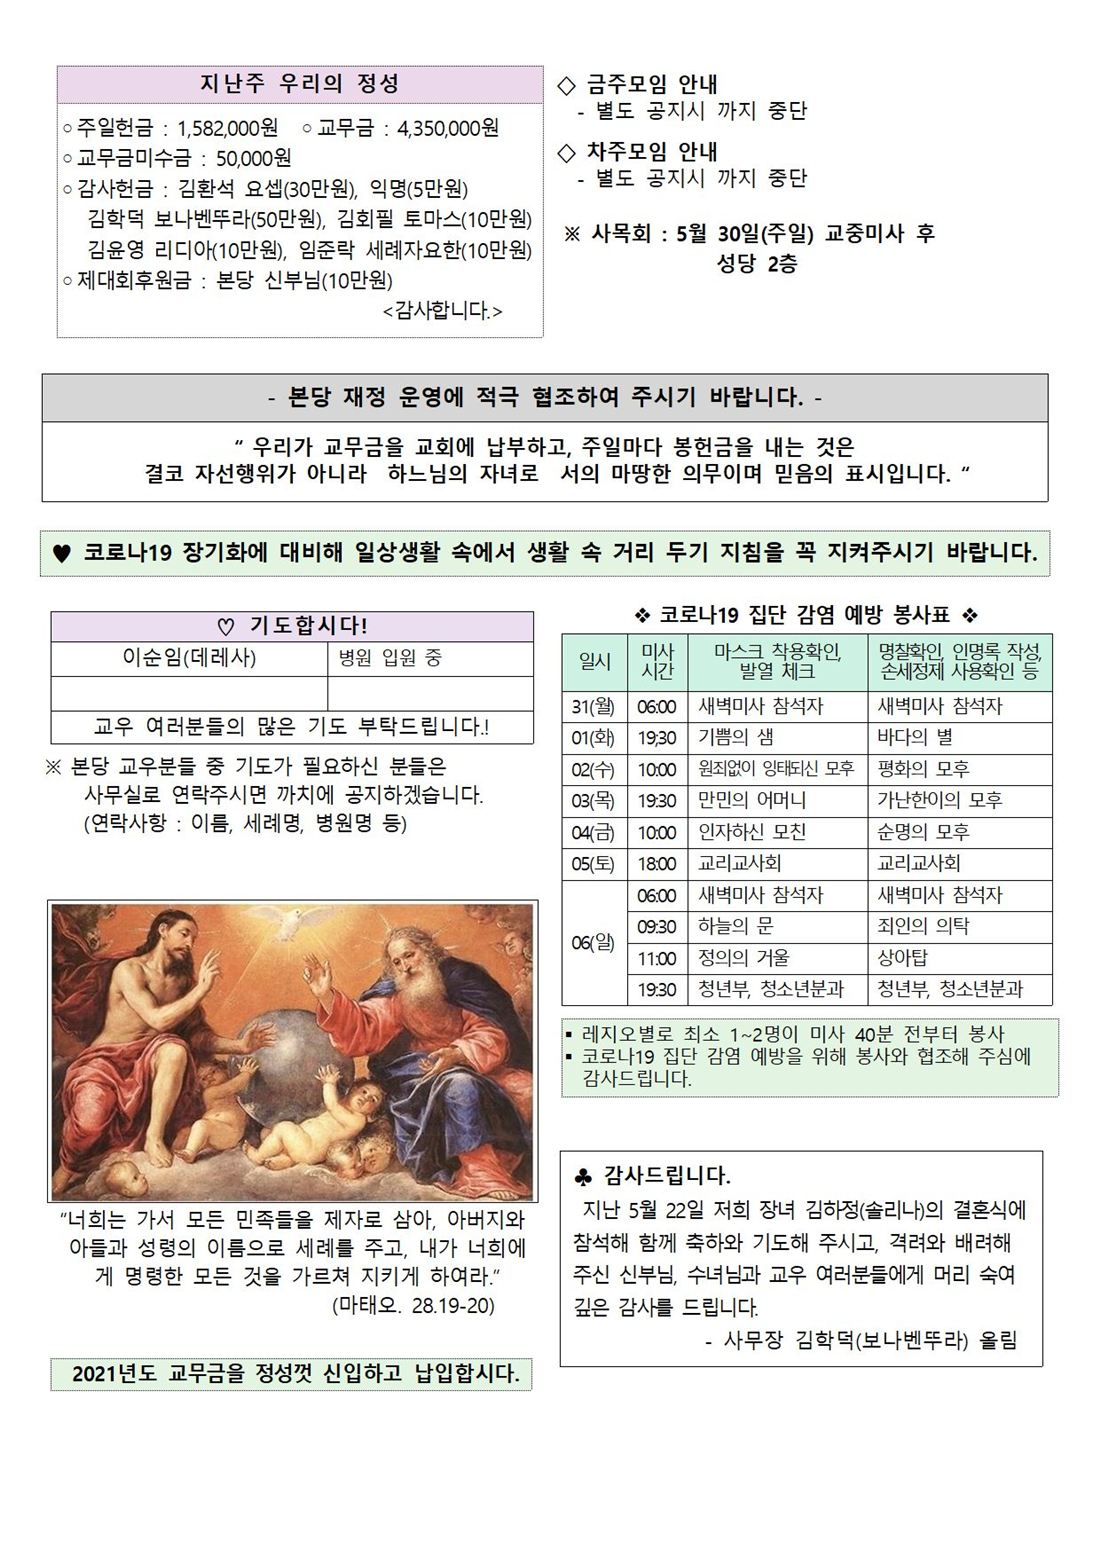 지난주 우리의 정성
○ 주일헌금 : 1,582,000원 ○ 교무금 : 4,350,000원
○ 교무금미수금 : 50,000원
○ 감사헌금 : 김환석 요셉(30만원), 익명(5만원)
김학덕 보나벤뚜라(50만원), 김회필 토마스(10만원)
김윤영 리디아(10만원), 임준락 세례자요한(10만원)
○ 제대회후원금 : 본당 신부님(10만원)
<감사합니다.>
◇ 금주모임 안내
- 별도 공지시 까지 중단
◇ 차주모임 안내
- 별도 공지시 까지 중단
※ 사목회 : 5월 30일(주일) 교중미사 후
성당 2층
- 본당 재정 운영에 적극 협조하여 주시기 바랍니다. -
“ 우리가 교무금을 교회에 납부하고, 주일마다 봉헌금을 내는 것은
결코 자선행위가 아니라 하느님의 자녀로 서의 마땅한 의무이며 믿음의 표시입니다. “
♥ 코로나19 장기화에 대비해 일상생활 속에서 생활 속 거리 두기 지침을 꼭 지켜주시기 바랍니다.
♡ 기도합시다!
이순임(데레사) 병원 입원 중
교우 여러분들의 많은 기도 부탁드립니다.!
※ 본당 교우분들 중 기도가 필요하신 분들은
사무실로 연락주시면 까치에 공지하겠습니다.
(연락사항 : 이름, 세례명, 병원명 등)
“너희는 가서 모든 민족들을 제자로 삼아, 아버지와
아들과 성령의 이름으로 세례를 주고, 내가 너희에
게 명령한 모든 것을 가르쳐 지키게 하여라.”
(마태오. 28.19-20)
2021년도 교무금을 정성껏 신입하고 납입합시다.
❖ 코로나19 집단 감염 예방 봉사표 ❖
일시 미사 시간 마스크 착용확인, 발열 체크 명찰확인, 인명록 작성, 손세정제 사용확인 등
31(월) 06:00 새벽미사 참석자 새벽미사 참석자
01(화) 19;30 기쁨의 샘 바다의 별
02(수) 10:00 원죄없이 잉태되신 모후 평화의 모후
03(목) 19:30 만민의 어머니 가난한이의 모후
04(금) 10:00 인자하신 모친 순명의 모후
05(토) 18:00 교리교사회 교리교사회
06(일) 06:00 새벽미사 참석자 새벽미사 참석자
09:30 하늘의 문 죄인의 의탁
11:00 정의의 거울 상아탑
19:30 청년부, 청소년분과 청년부, 청소년분과
▪ 레지오별로 최소 1~2명이 미사 40분 전부터 봉사
▪ 코로나19 집단 감염 예방을 위해 봉사와 협조해 주심에
감사드립니다.
♣ 감사드립니다.
지난 5월 22일 저희 장녀 김하정(솔리나)의 결혼식에
참석해 함께 축하와 기도해 주시고, 격려와 배려해
주신 신부님, 수녀님과 교우 여러분들에게 머리 숙여
깊은 감사를 드립니다.
- 사무장 김학덕(보나벤뚜라) 올림